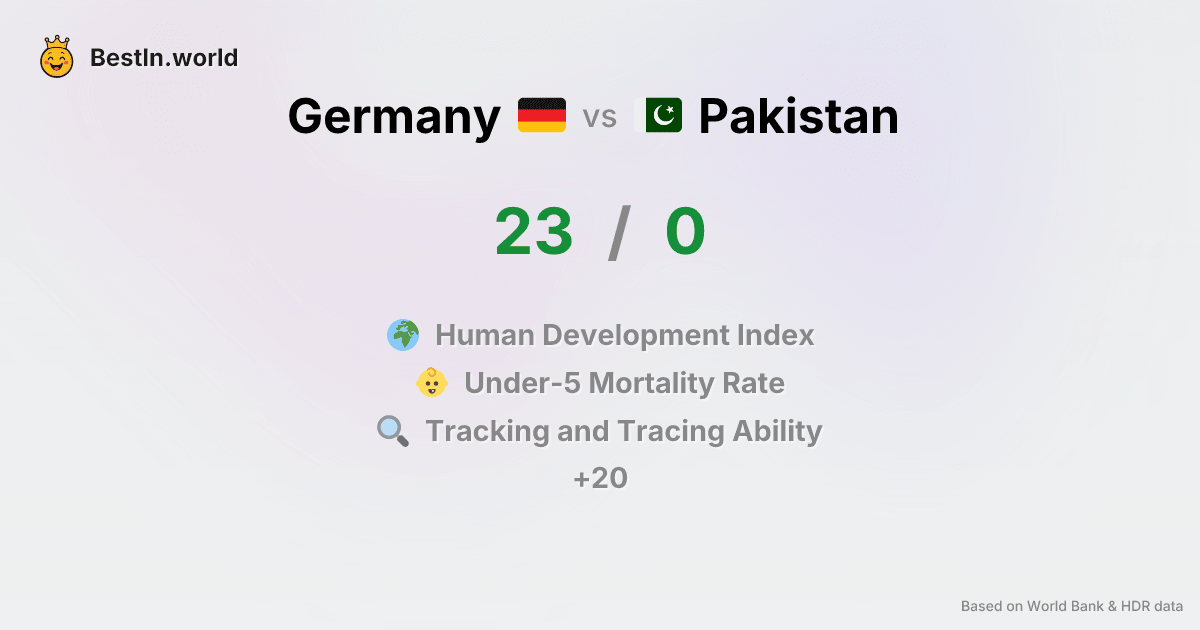 BestIn.world
Germany vs Pakistan
23 / 0
Human Development Index
Under-5 Mortality Rate
Tracking and Tracing Ability
+20
Based on World Bank & HDR data